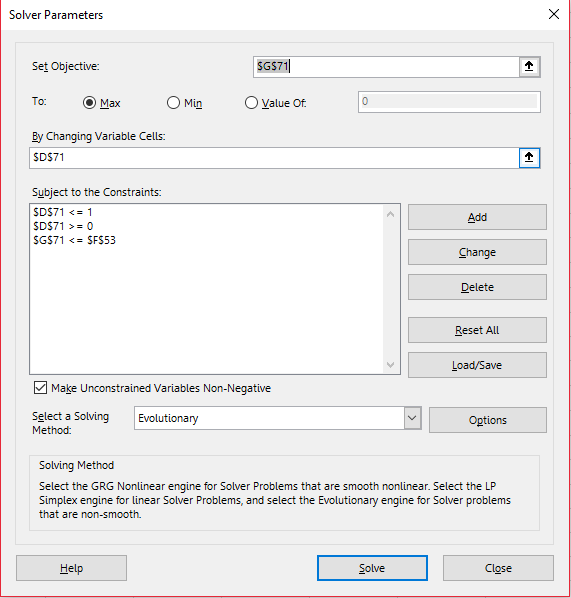 Solver Parameters
Set Objective:
$G$71
To:
Max
Min
Value Of:
0
By Changing Variable Cells:
$D$71
Subject to the Constraints:
$D$71 <= 1
$D$71 >= 0
$G$71 <= $F$53
Add
Change
Delete
Reset All
Load/Save
Make Unconstrained Variables Non-Negative
Select a Solving
Method:
Evolutionary
Options
Solving Method
Select the GRG Nonlinear engine for Solver Problems that are smooth nonlinear. Select the LP
Simplex engine for linear Solver Problems, and select the Evolutionary engine for Solver problems
that are non-smooth.
Help
Solve
Close